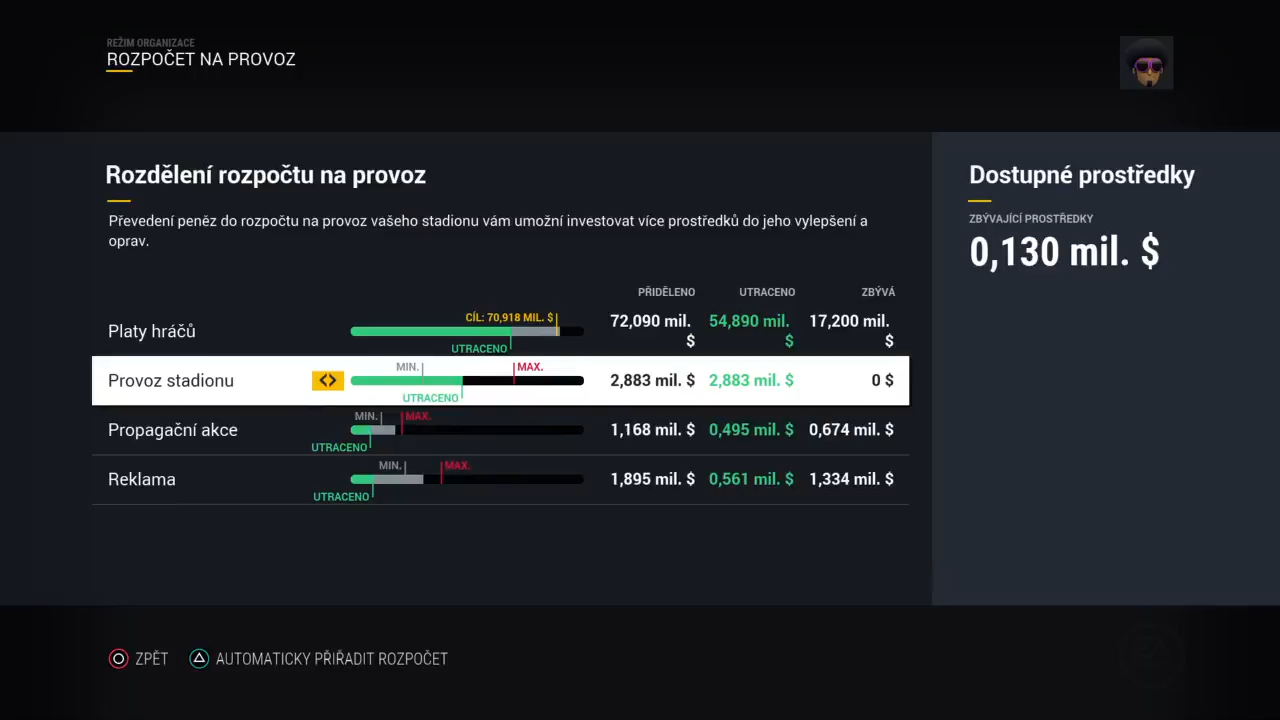 REŽIM ORGANIZACE
ROZPOČET NA PROVOZ
Rozdělení rozpočtu na provoz
Převedení peněz do rozpočtu na provoz vašeho stadionu vám umožní investovat více prostředků do jeho vylepšení a
oprav.
PŘIDĚLENO UTRACENO ZBÝVÁ
CÍL: 70,918 MIL. $
Platy hráčů 72,090 mil. $ 54,890 mil. $ 17,200 mil. $
UTRACENO
MIN. MAX.
Provoz stadionu 2,883 mil. $ 2,883 mil. $ 0 $
UTRACENO
MIN. MAX.
Propagační akce 1,168 mil. $ 0,495 mil. $ 0,674 mil. $
UTRACENO
MIN. MAX.
Reklama 1,895 mil. $ 0,561 mil. $ 1,334 mil. $
UTRACENO
Dostupné prostředky
ZBÝVAJÍCÍ PROSTŘEDKY
0,130 mil. $
ZPĚT AUTOMATICKY PŘIŘADIT ROZPOČET